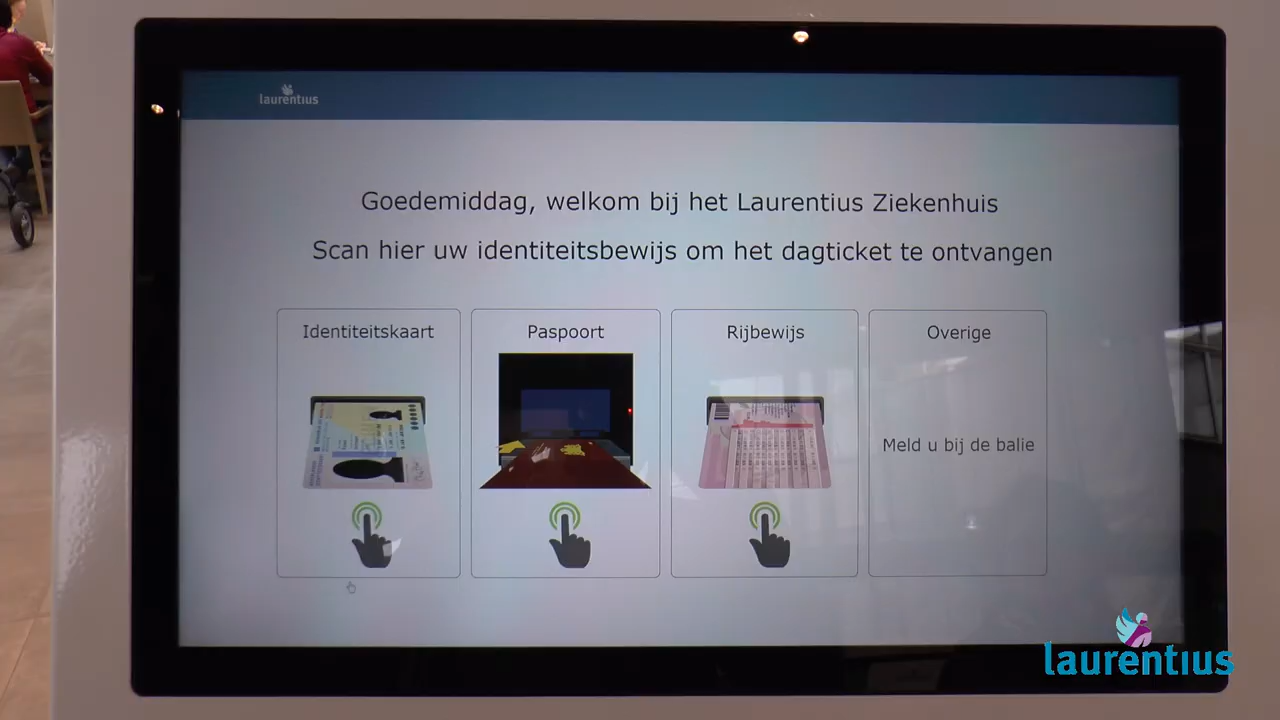 laurentius
Goedemiddag, welkom bij het Laurentius Ziekenhuis
Scan hier uw identiteitsbewijs om het dagticket te ontvangen
Identiteitskaart
Paspoort
Rijbewijs
Overige
Meld u bij de balie
laurentius